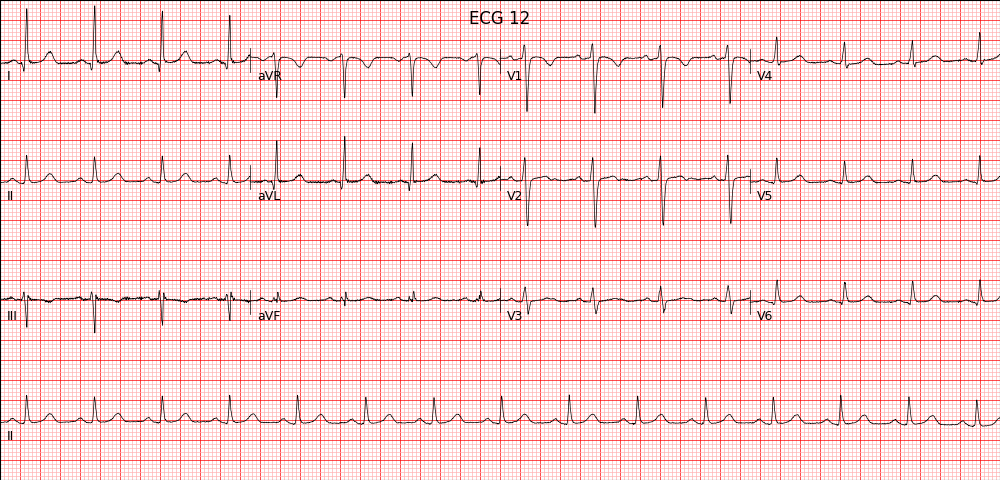 ECG 12
I aVR V1 V4
II aVL V2 V5
III aVF V3 V6
II